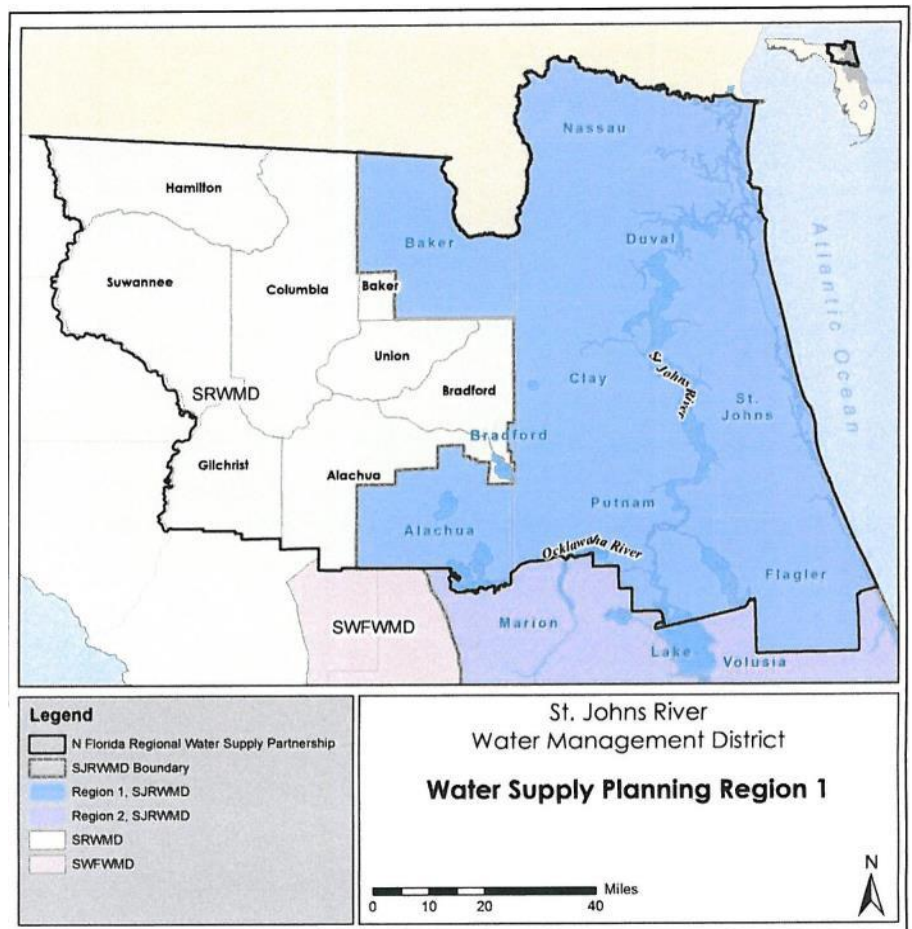 Nassau
Hamilton
Baker
Duval
Atlantic Ocean
Suwannee
Columbia
Baker
Union
St. Johns River
Clay
Bradford
St.
Johns
SRWMD
Bradford
Gilchrist
Alachua
Putnam
Alachua
Ocklawaha River
Flagler
SWFWMD
Marion
Lake
Volusia
Legend
N Florida Regional Water Supply Partnership
SJRWMD Boundary
Region 1, SJRWMD
Region 2, SJRWMD
SRWMD
SWFWMD
St. Johns River
Water Management District
Water Supply Planning Region 1
N
Miles
0 10 20 40